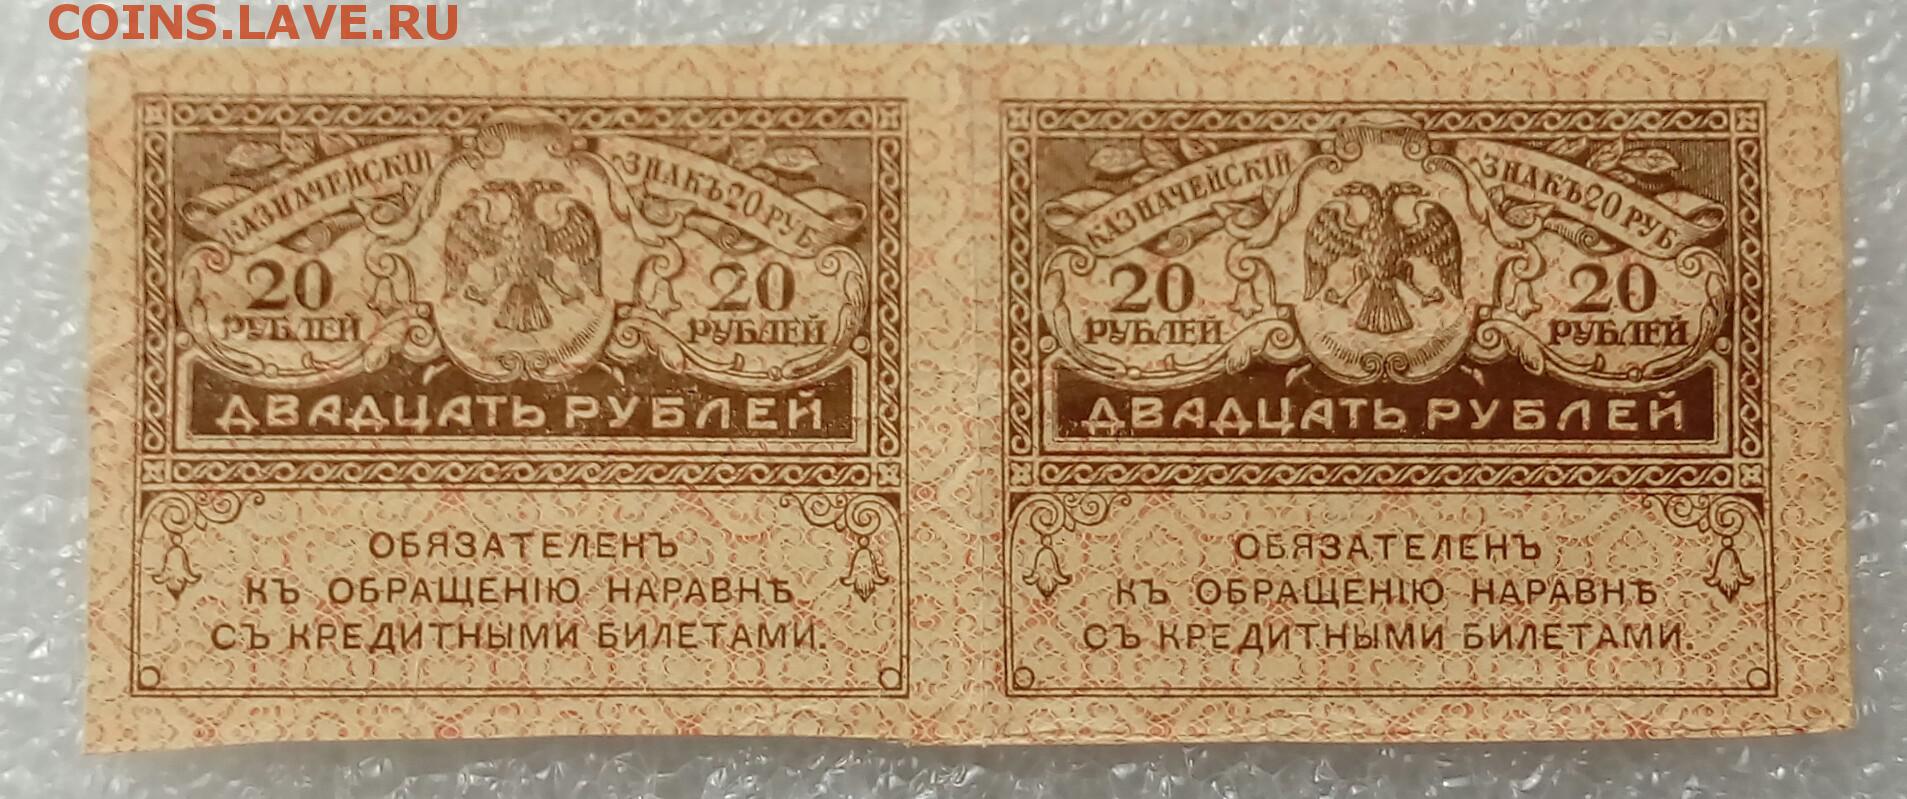 COINS.LAVE.RU
КАЗНАЧЕЙСКІЙ ЗНАКЪ 20 РУБ
20 20
РУБЛЕЙ РУБЛЕЙ
ДВАДЦАТЬ РУБЛЕЙ
ОБЯЗАТЕЛЕНЪ
КЪ ОБРАЩЕНІЮ НАРАВНѢ
СЪ КРЕДИТНЫМИ БИЛЕТАМИ.
КАЗНАЧЕЙСКІЙ ЗНАКЪ 20 РУБ
20 20
РУБЛЕЙ РУБЛЕЙ
ДВАДЦАТЬ РУБЛЕЙ
ОБЯЗАТЕЛЕНЪ
КЪ ОБРАЩЕНІЮ НАРАВНѢ
СЪ КРЕДИТНЫМИ БИЛЕТАМИ.